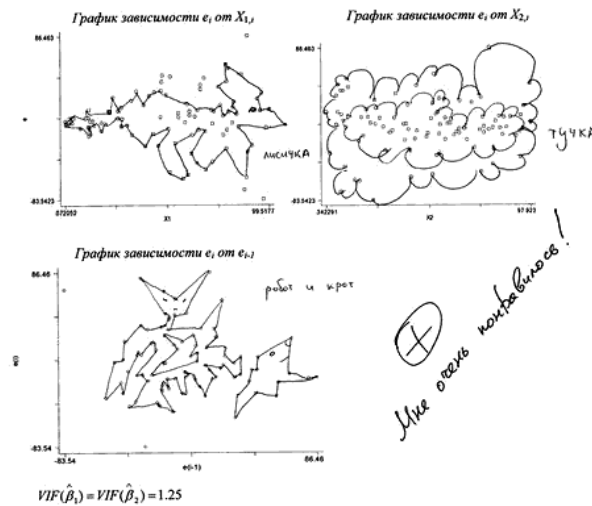 График зависимости eᵢ от X₁,ᵢ
86.463
e
-83.5423
.672052
X1
99.5177
лисичка
График зависимости eᵢ от X₂,ᵢ
86.463
-83.5423
.342291
X2
97.923
тучка
График зависимости eᵢ от eᵢ₋₁
86.46
e(i)
-83.54
-83.54
e(i-1)
86.46
робот и крот
+
Мне очень понравилось!
VIF(β̂₁) = VIF(β̂₂) = 1.25